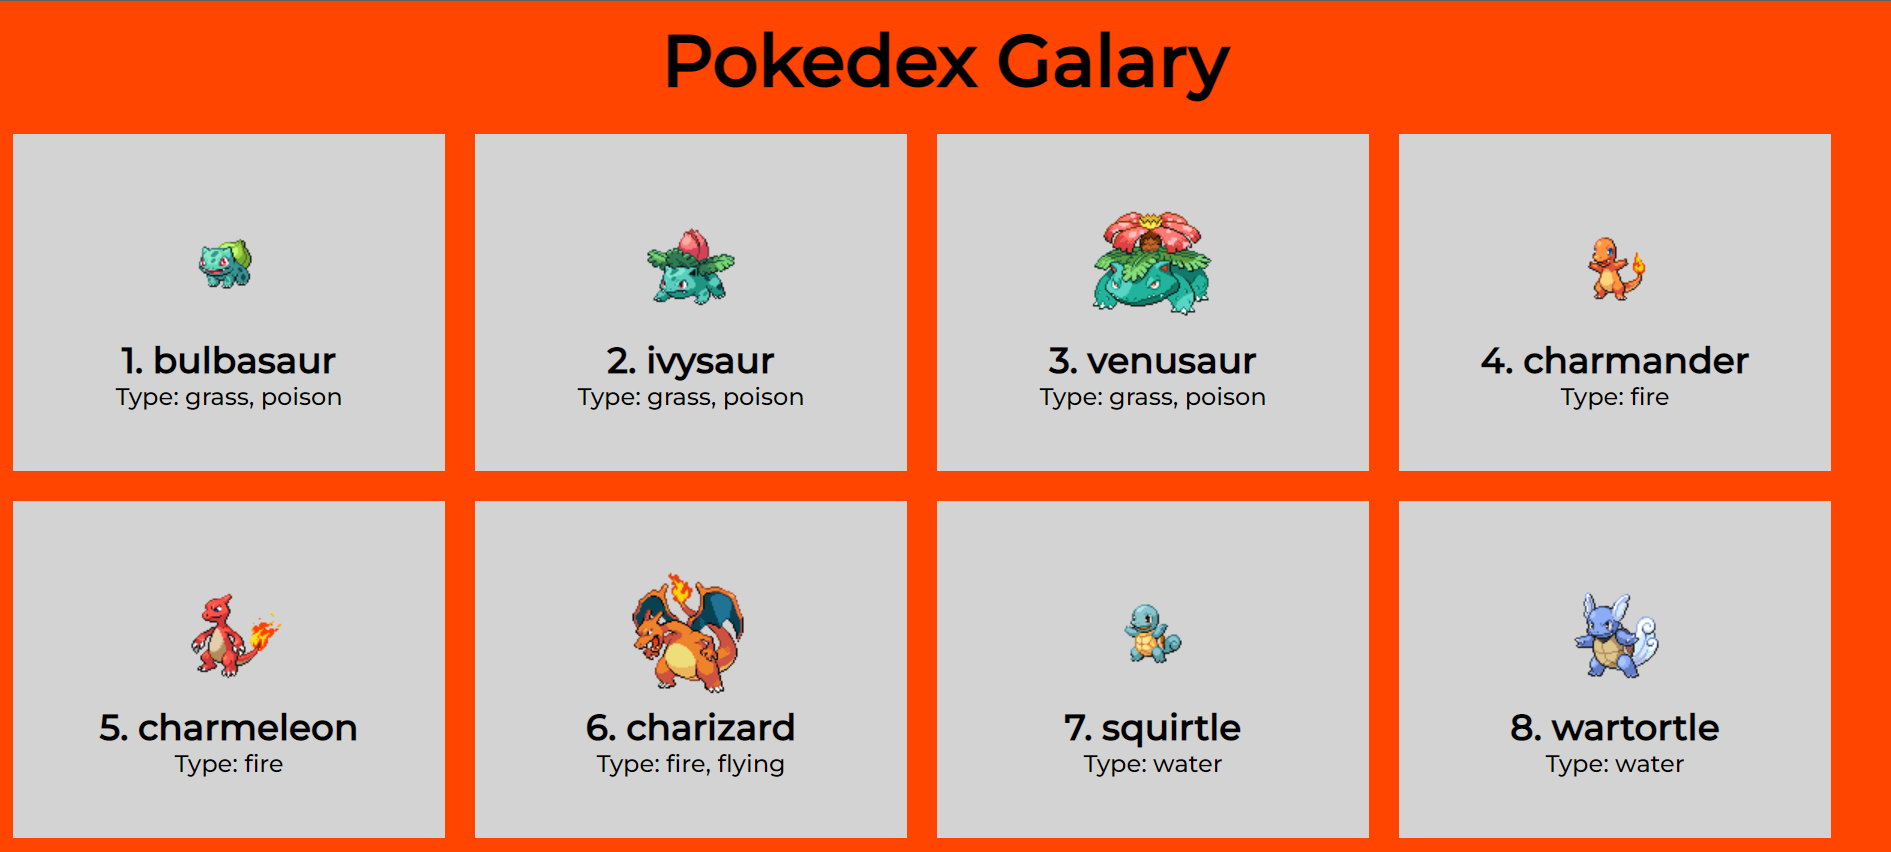 Pokedex Galary
1. bulbasaur
Type: grass, poison
2. ivysaur
Type: grass, poison
3. venusaur
Type: grass, poison
4. charmander
Type: fire
5. charmeleon
Type: fire
6. charizard
Type: fire, flying
7. squirtle
Type: water
8. wartortle
Type: water